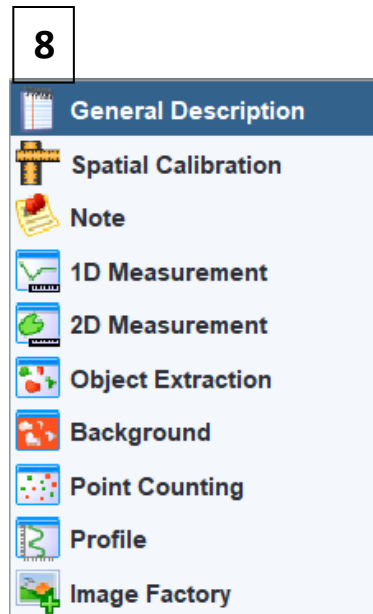 8
General Description
Spatial Calibration
Note
1D Measurement
2D Measurement
Object Extraction
Background
Point Counting
Profile
Image Factory